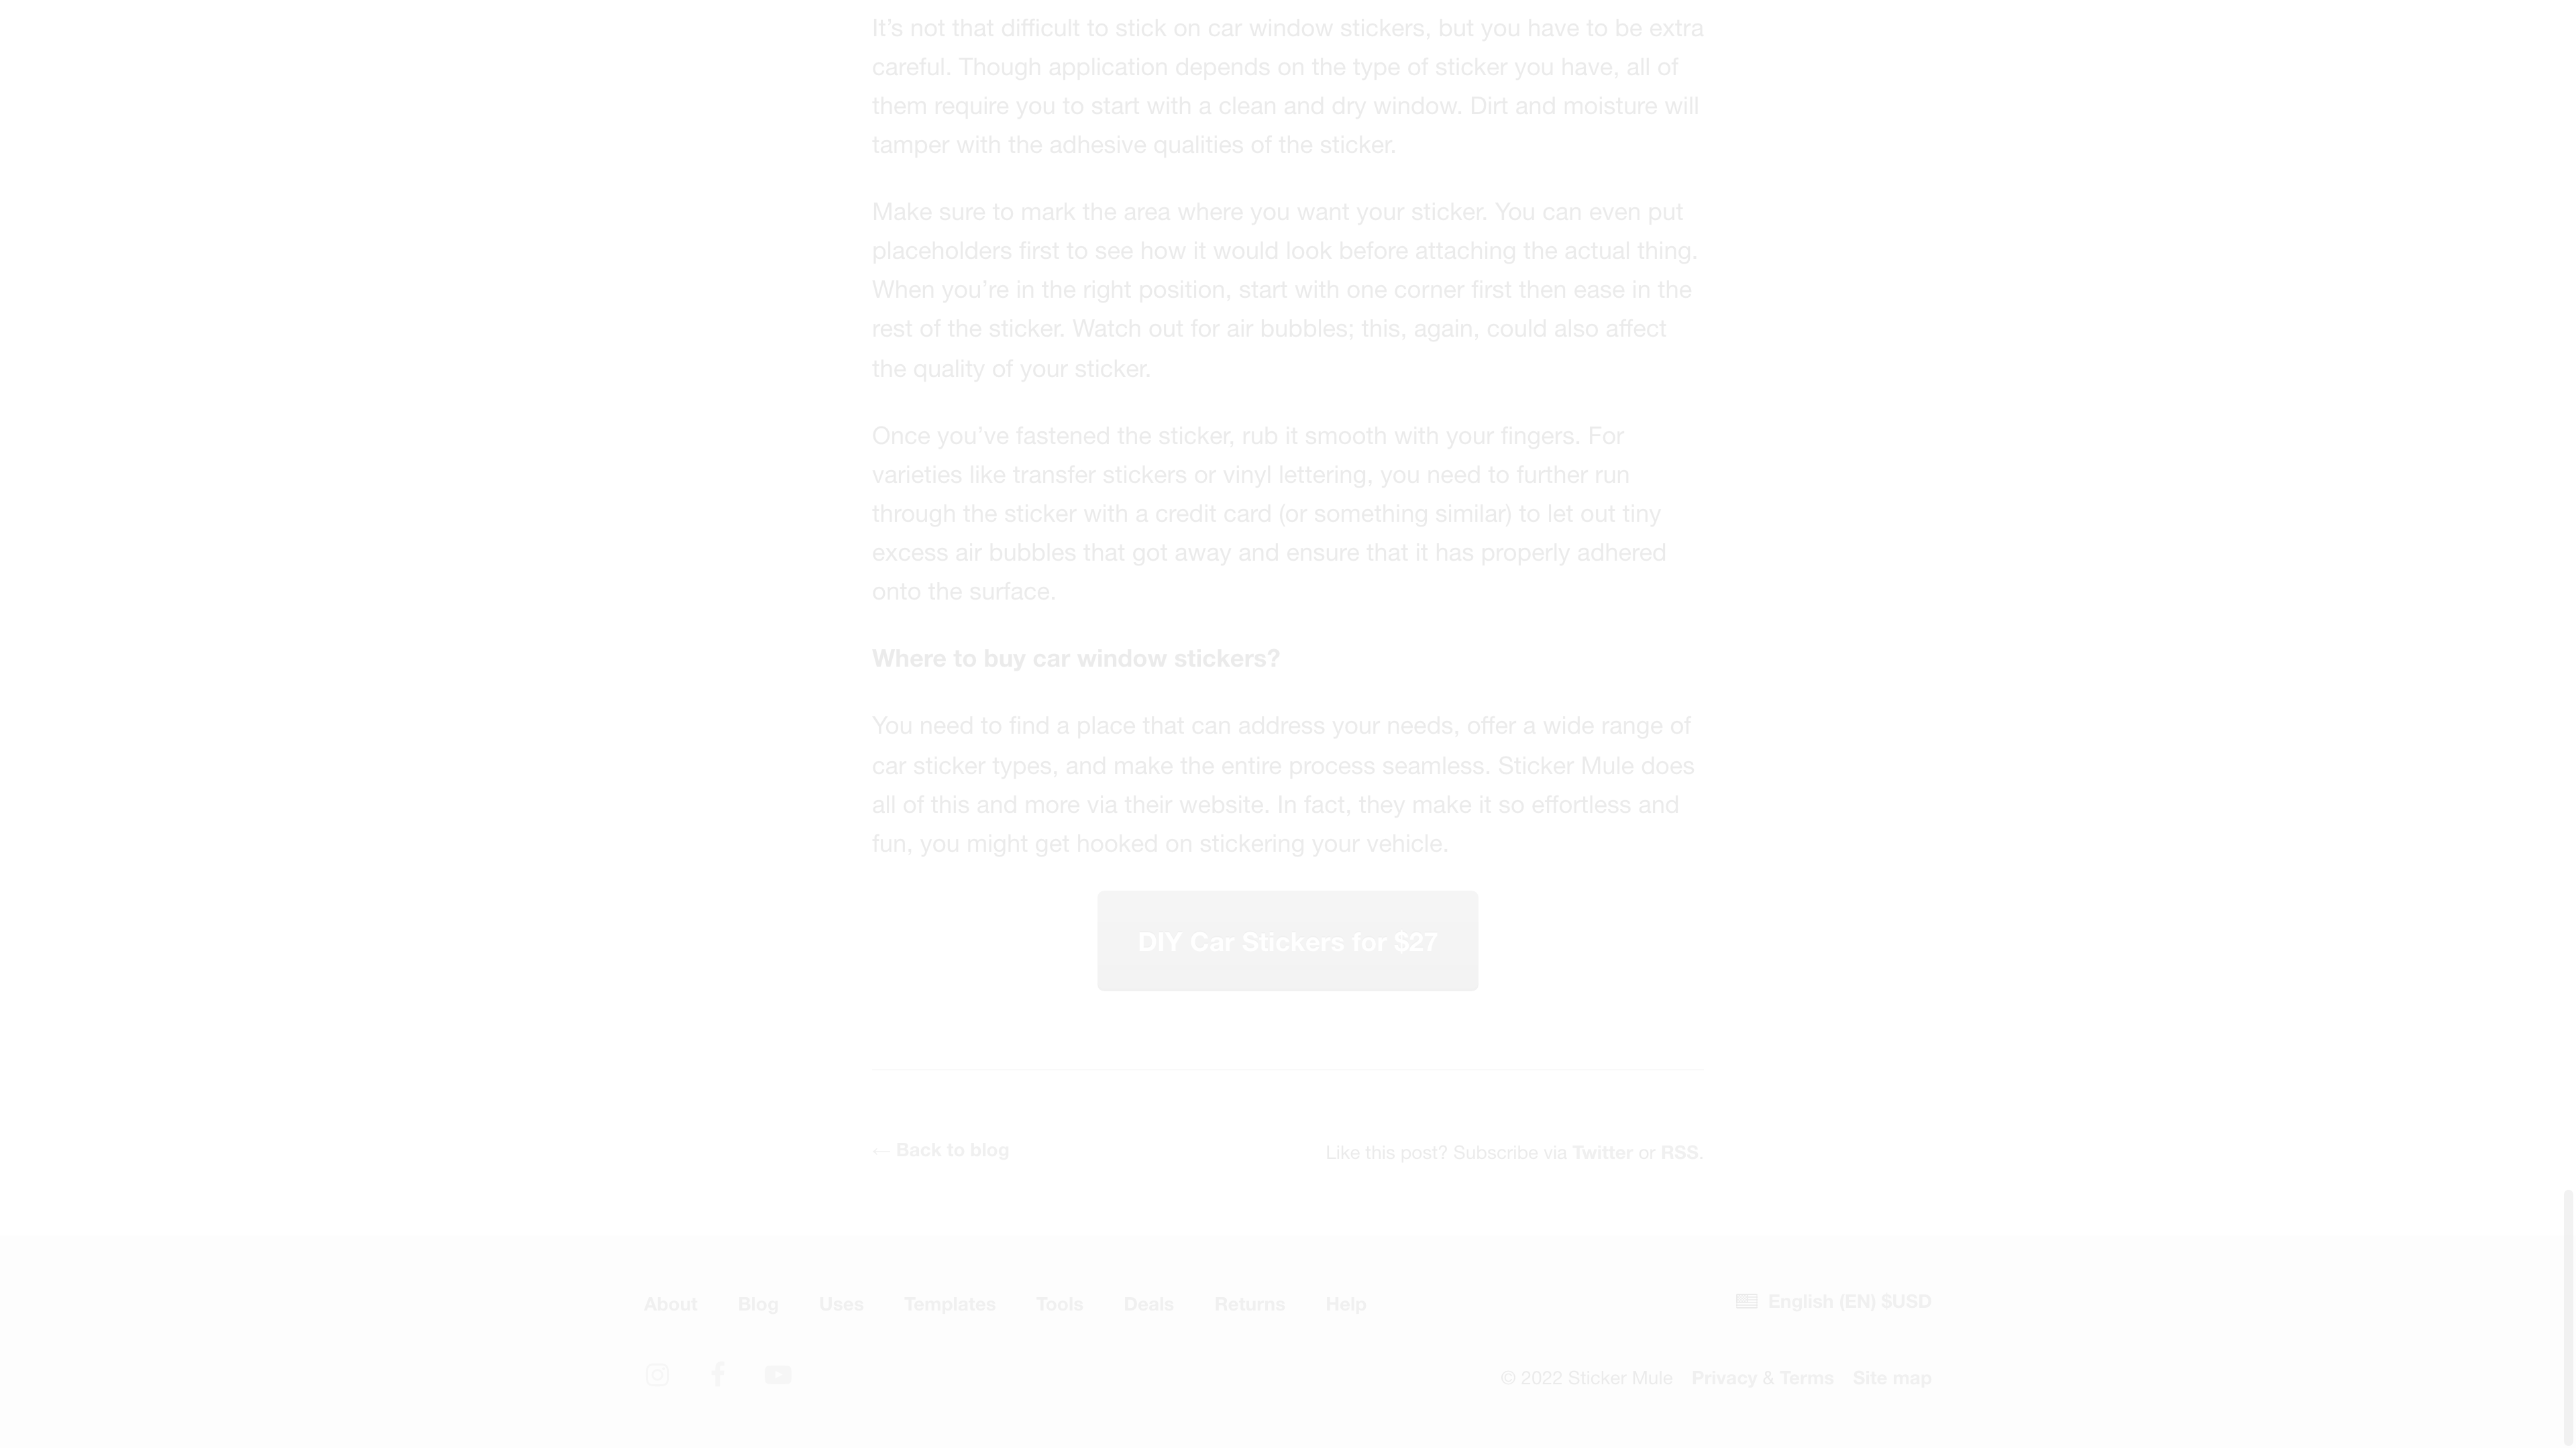 It’s not that difficult to stick on car window stickers, but you have to be extra
careful. Though application depends on the type of sticker you have, all of
them require you to start with a clean and dry window. Dirt and moisture will
tamper with the adhesive qualities of the sticker.
Make sure to mark the area where you want your sticker. You can even put
placeholders first to see how it would look before attaching the actual thing.
When you’re in the right position, start with one corner first then ease in the
rest of the sticker. Watch out for air bubbles; this, again, could also affect
the quality of your sticker.
Once you’ve fastened the sticker, rub it smooth with your fingers. For
varieties like transfer stickers or vinyl lettering, you need to further run
through the sticker with a credit card (or something similar) to let out tiny
excess air bubbles that got away and ensure that it has properly adhered
onto the surface.
Where to buy car window stickers?
You need to find a place that can address your needs, offer a wide range of
car sticker types, and make the entire process seamless. Sticker Mule does
all of this and more via their website. In fact, they make it so effortless and
fun, you might get hooked on stickering your vehicle.
DIY Car Stickers for $27
← Back to blog
Like this post? Subscribe via Twitter or RSS.
About Blog Uses Templates Tools Deals Returns Help
English (EN) $USD
© 2022 Sticker Mule Privacy & Terms Site map